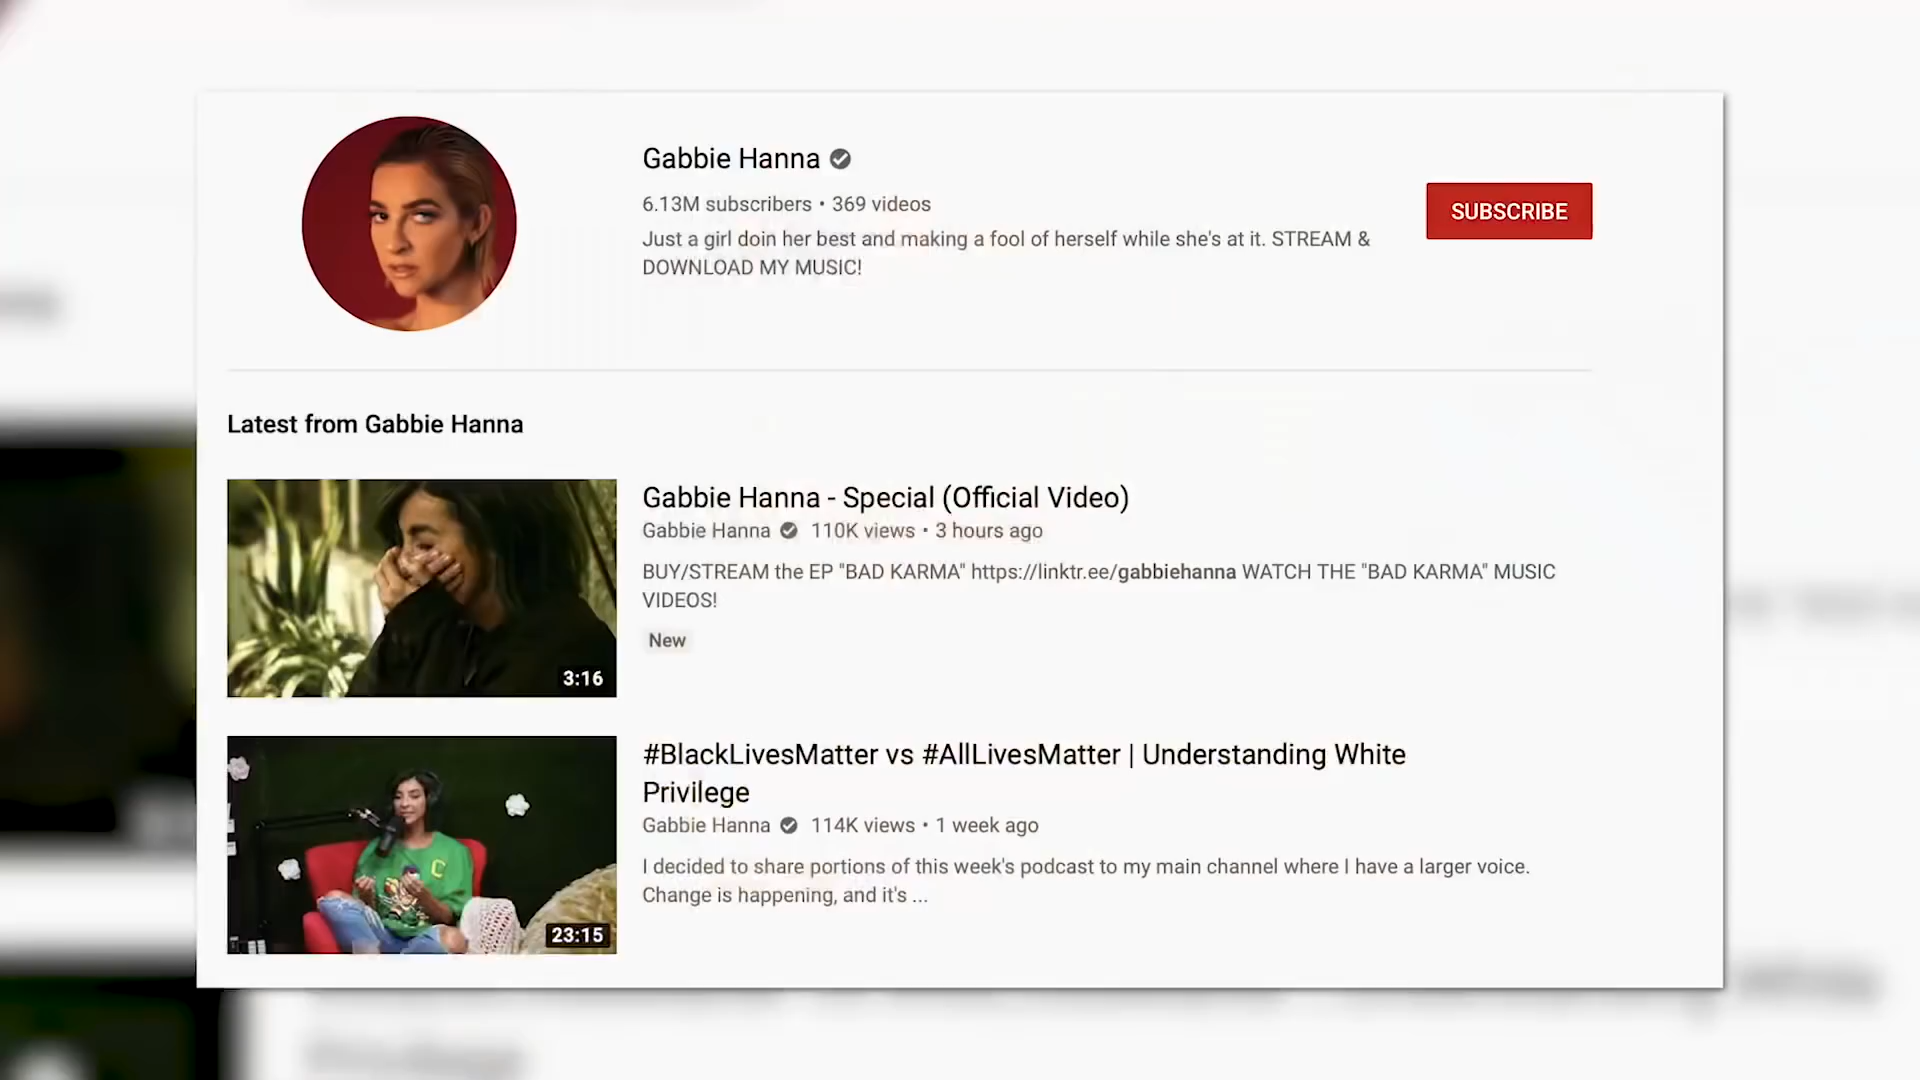 Gabbie Hanna
6.13M subscribers • 369 videos
Just a girl doin her best and making a fool of herself while she's at it. STREAM &
DOWNLOAD MY MUSIC!
SUBSCRIBE
Latest from Gabbie Hanna
3:16
Gabbie Hanna - Special (Official Video)
Gabbie Hanna 110K views • 3 hours ago
BUY/STREAM the EP "BAD KARMA" https://linktr.ee/gabbiehanna WATCH THE "BAD KARMA" MUSIC
VIDEOS!
New
23:15
#BlackLivesMatter vs #AllLivesMatter | Understanding White
Privilege
Gabbie Hanna 114K views • 1 week ago
I decided to share portions of this week's podcast to my main channel where I have a larger voice.
Change is happening, and it's ...